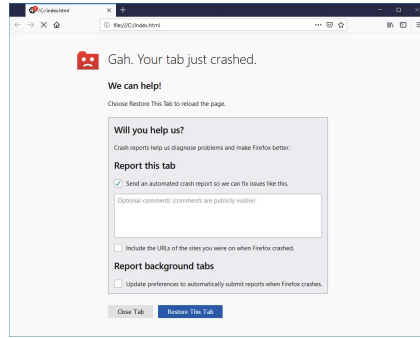 /C:/index.html
file:///C:/index.html
Gah. Your tab just crashed.
We can help!
Choose Restore This Tab to reload the page.
Will you help us?
Crash reports help us diagnose problems and make Firefox better.
Report this tab
Send an automated crash report so we can fix issues like this.
Optional comments (comments are publicly visible)
Include the URLs of the sites you were on when Firefox crashed.
Report background tabs
Update preferences to automatically submit reports when Firefox crashes.
Close Tab
Restore This Tab